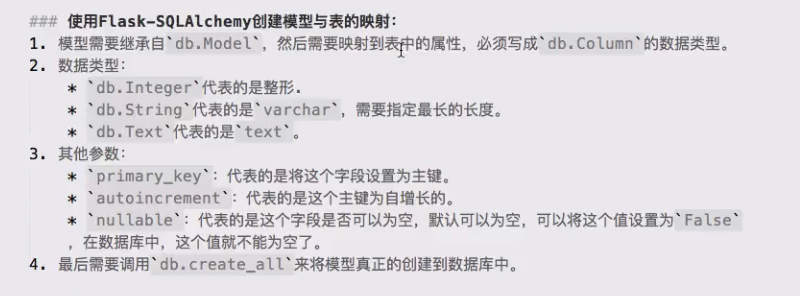 ### 使用Flask-SQLAlchemy创建模型与表的映射：
1. 模型需要继承自`db.Model`，然后需要映射到表中的属性，必须写成`db.Column`的数据类型。
2. 数据类型：
* `db.Integer`代表的是整形.
* `db.String`代表的是`varchar`，需要指定最长的长度。
* `db.Text`代表的是`text`。
3. 其他参数：
* `primary_key`：代表的是将这个字段设置为主键。
* `autoincrement`：代表的是这个主键为自增长的。
* `nullable`：代表的是这个字段是否可以为空，默认可以为空，可以将这个值设置为`False`
，在数据库中，这个值就不能为空了。
4. 最后需要调用`db.create_all`来将模型真正的创建到数据库中。